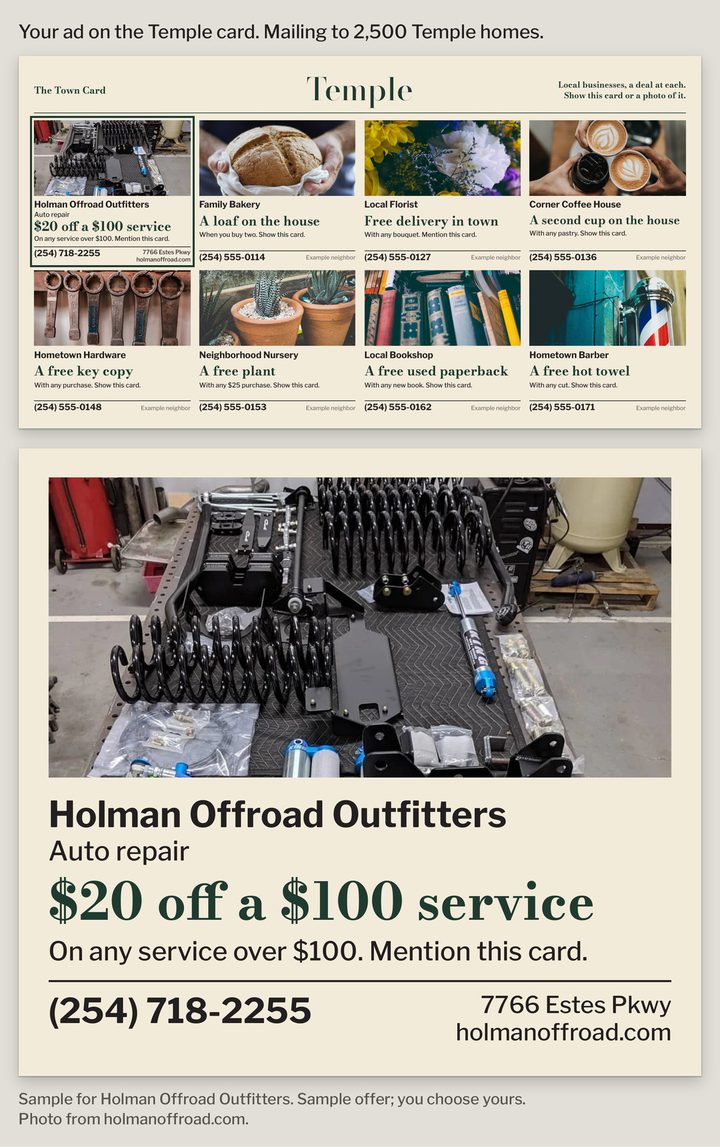 Your ad on the Temple card. Mailing to 2,500 Temple homes.
The Town Card
Temple
Local businesses, a deal at each.
Show this card or a photo of it.
Holman Offroad Outfitters
Auto repair
$20 off a $100 service
On any service over $100. Mention this card.
(254) 718-2255
7766 Estes Pkwy
holmanoffroad.com
Family Bakery
A loaf on the house
When you buy two. Show this card.
(254) 555-0114
Example neighbor
Local Florist
Free delivery in town
With any bouquet. Mention this card.
(254) 555-0127
Example neighbor
Corner Coffee House
A second cup on the house
With any pastry. Show this card.
(254) 555-0136
Example neighbor
Hometown Hardware
A free key copy
With any purchase. Show this card.
(254) 555-0148
Example neighbor
Neighborhood Nursery
A free plant
With any $25 purchase. Show this card.
(254) 555-0153
Example neighbor
Local Bookshop
A free used paperback
With any new book. Show this card.
(254) 555-0162
Example neighbor
Hometown Barber
A free hot towel
With any cut. Show this card.
(254) 555-0171
Example neighbor
Holman Offroad Outfitters
Auto repair
$20 off a $100 service
On any service over $100. Mention this card.
(254) 718-2255
7766 Estes Pkwy
holmanoffroad.com
Sample for Holman Offroad Outfitters. Sample offer; you choose yours.
Photo from holmanoffroad.com.